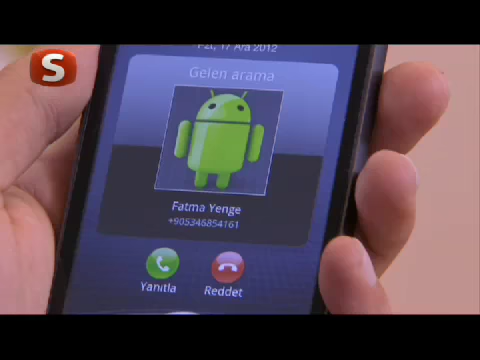 S
Pzt, 17 Ara 2012
Gelen arama
Fatma Yenge
+905346854161
Yanıtla
Reddet